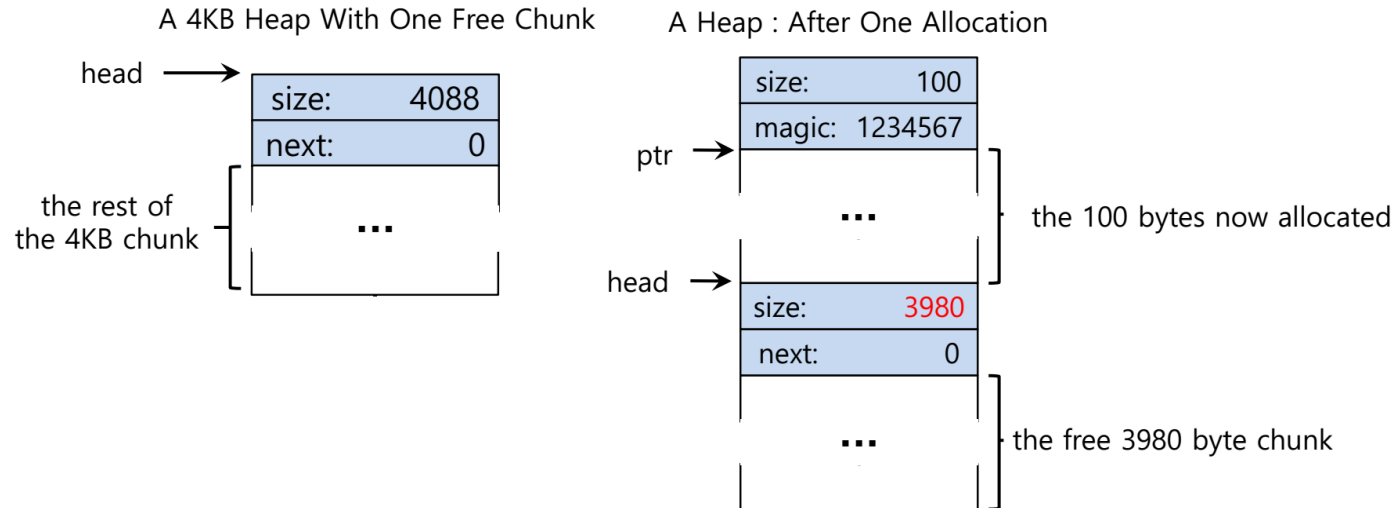 A 4KB Heap With One Free Chunk
head
size: 4088
next: 0
the rest of
the 4KB chunk
...
A Heap : After One Allocation
size: 100
magic: 1234567
ptr
...
the 100 bytes now allocated
head
size: 3980
next: 0
...
the free 3980 byte chunk